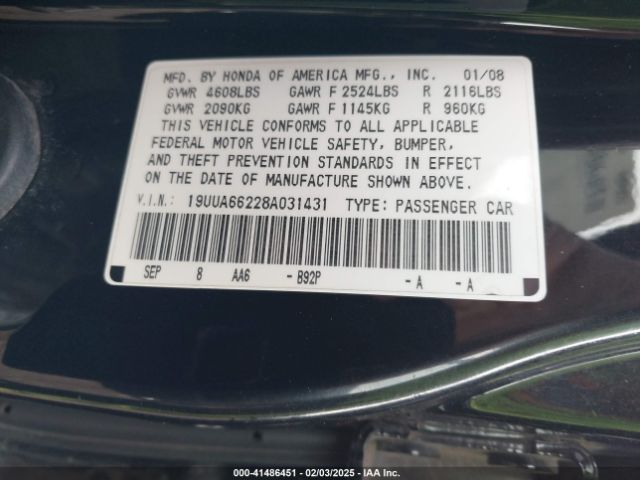 MFD. BY HONDA OF AMERICA MFG., INC. 01/08
GVWR 4608LBS GAWR F 2524LBS R 2116LBS
GVWR 2090KG GAWR F 1145KG R 960KG
THIS VEHICLE CONFORMS TO ALL APPLICABLE
FEDERAL MOTOR VEHICLE SAFETY, BUMPER,
AND THEFT PREVENTION STANDARDS IN EFFECT
ON THE DATE OF MANUFACTURE SHOWN ABOVE.
V.I.N.: 19UUA66228A031431 TYPE: PASSENGER CAR
SEP 8 AA6 -B92P -A -A
000-41486451 - 02/03/2025 - IAA Inc.